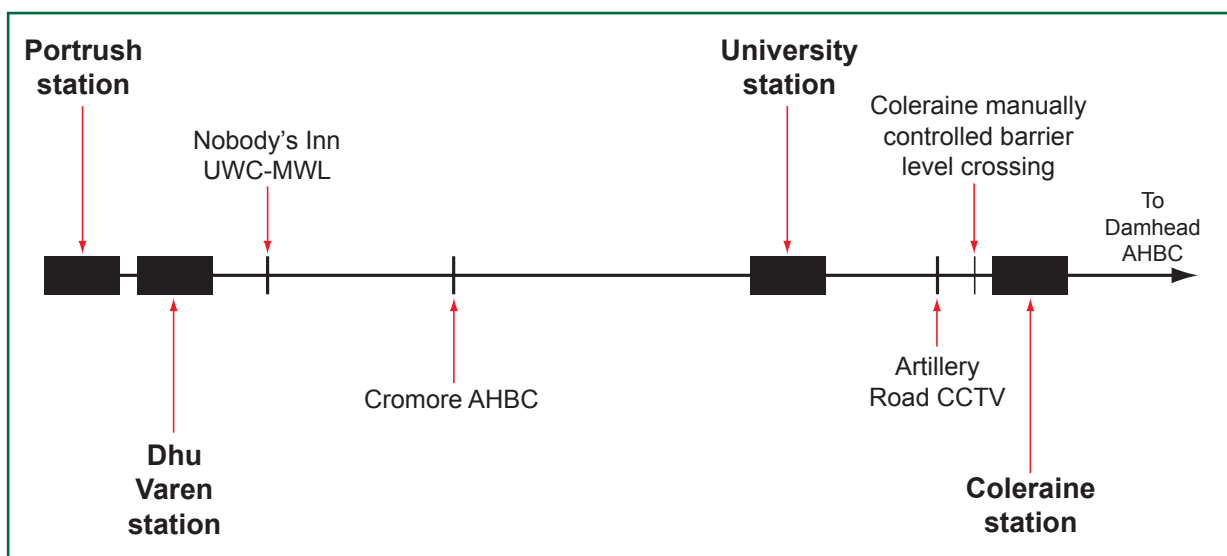 Portrush
station
Nobody's Inn
UWC-MWL
University
station
Coleraine manually
controlled barrier
level crossing
To
Damhead
AHBC
Dhu
Varen
station
Cromore AHBC
Artillery
Road CCTV
Coleraine
station